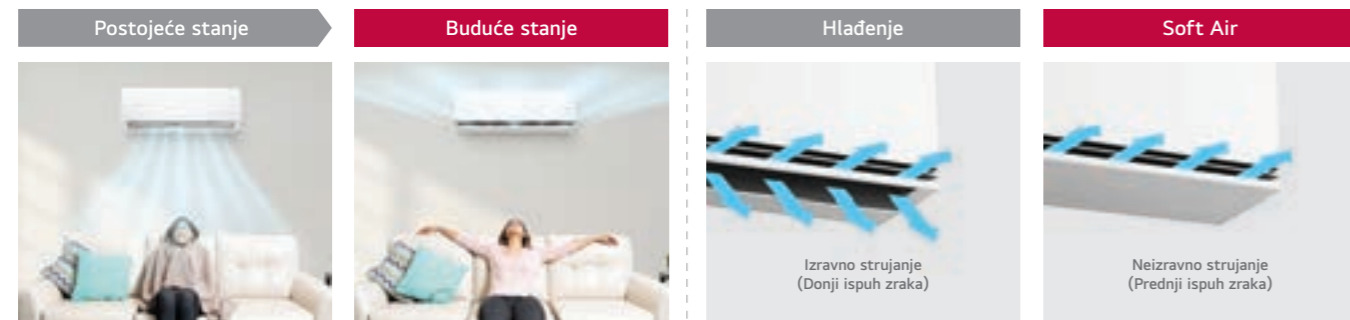 Postojeće stanje
Buduće stanje
Hlađenje
Soft Air
Izravno strujanje
(Donji ispuh zraka)
Neizravno strujanje
(Prednji ispuh zraka)